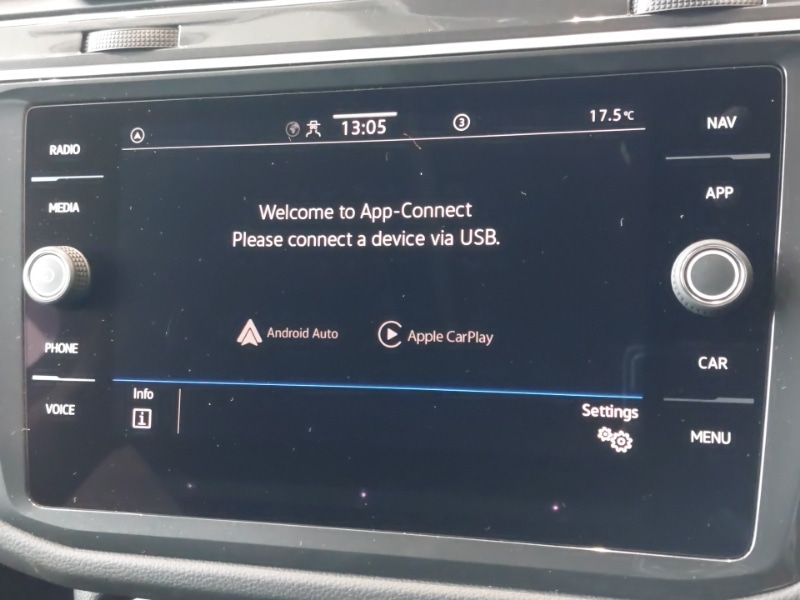 13:05
3
17.5°C
RADIO
MEDIA
PHONE
VOICE
Welcome to App-Connect
Please connect a device via USB.
Android Auto
Apple CarPlay
Info
i
Settings
NAV
APP
CAR
MENU